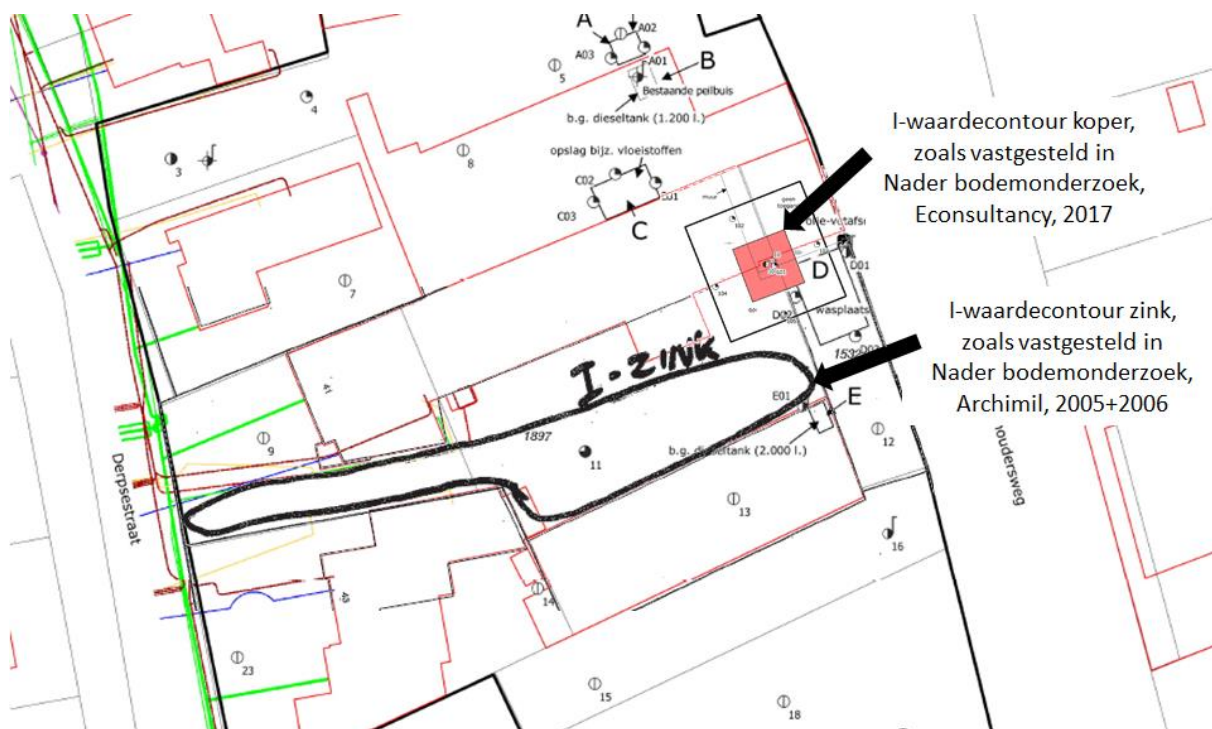 A
A02
A03
A01
B
5
Bestaande peilbuis
4
b.g. dieseltank (1.200 l.)
I-waardecontour koper,
zoals vastgesteld in
Nader bodemonderzoek,
Econsultancy, 2017
3
8
opslag bijz. vloeistoffen
C02
C03
C
102
D
D01
7
104
wasplaats
I-waardecontour zink,
zoals vastgesteld in
Nader bodemonderzoek,
Archimil, 2005+2006
I-ZINK
41
E01
E
1897
9
11
b.g. dieseltank (2.000 l.)
12
Derpsestraat
houdersweg
13
16
43
14
23
15
18